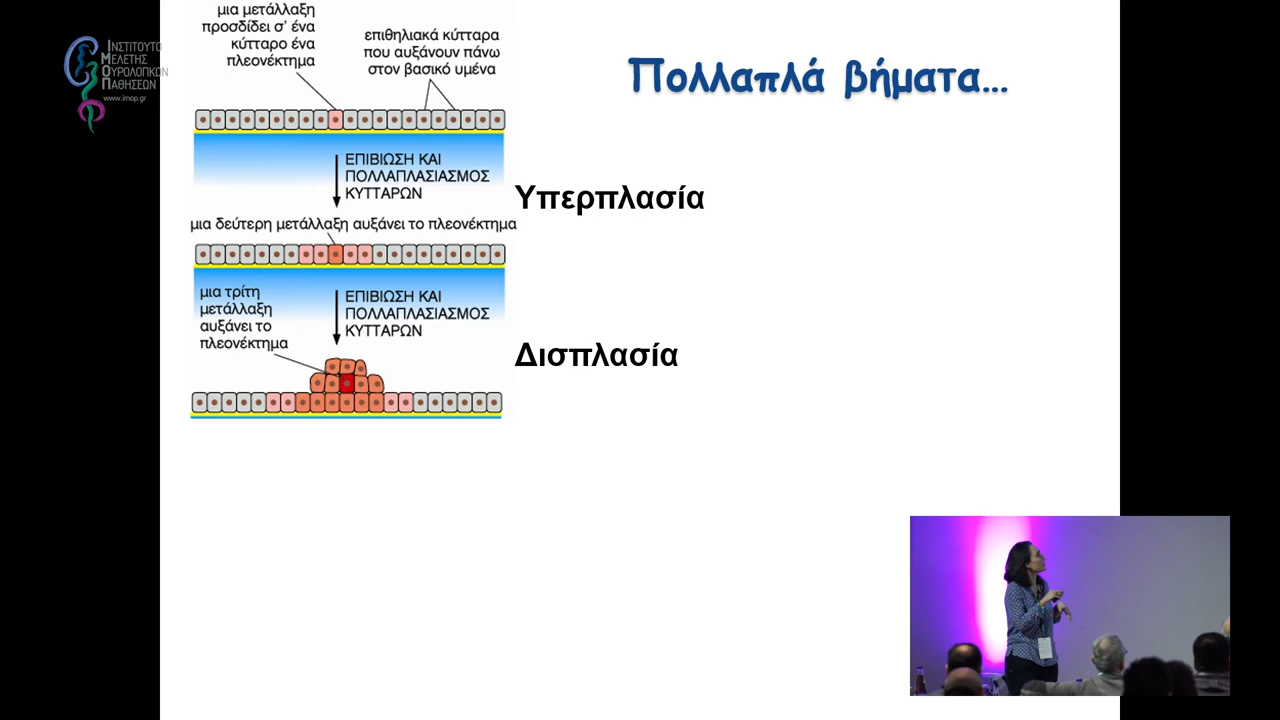 ΙΝΣΤΙΤΟΥΤΟ
ΜΕΛΕΤΗΣ
ΟΥΡΟΛΟΓΙΚΩΝ
ΠΑΘΗΣΕΩΝ
www.imop.gr
μια μετάλλαξη
προσδίδει σ' ένα
κύτταρο ένα
πλεονέκτημα
επιθηλιακά κύτταρα
που αυξάνουν πάνω
στον βασικό υμένα
Πολλαπλά βήματα...
ΕΠΙΒΙΩΣΗ ΚΑΙ
ΠΟΛΛΑΠΛΑΣΙΑΣΜΟΣ
ΚΥΤΤΑΡΩΝ
Υπερπλασία
μια δεύτερη μετάλλαξη αυξάνει το πλεονέκτημα
μια τρίτη
μετάλλαξη
αυξάνει το
πλεονέκτημα
ΕΠΙΒΙΩΣΗ ΚΑΙ
ΠΟΛΛΑΠΛΑΣΙΑΣΜΟΣ
ΚΥΤΤΑΡΩΝ
Δισπλασία